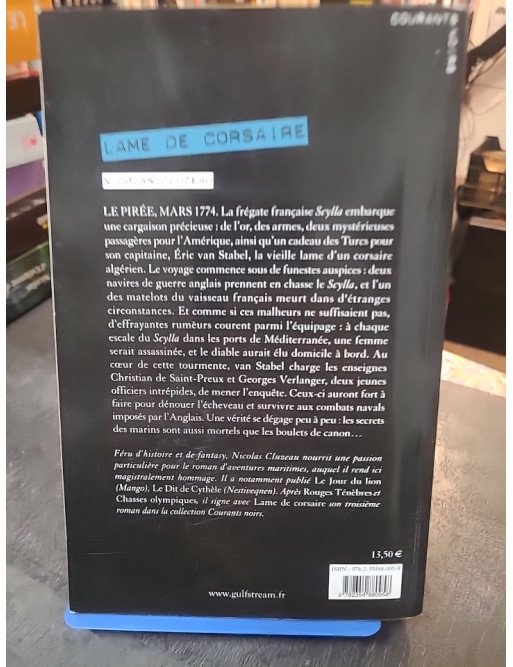 COURANTS NOIRS
LAME DE CORSAIRE
LE PIRÉE, MARS 1774. La frégate française Scylla embarque
une cargaison précieuse : de l'or, des armes, deux mystérieuses
passagères pour l'Amérique, ainsi qu'un cadeau des Turcs pour
son capitaine, Éric van Stabel, la vieille lame d'un corsaire
algérien. Le voyage commence sous de funestes auspices : deux
navires de guerre anglais prennent en chasse le Scylla, et l'un
des matelots du vaisseau français meurt dans d'étranges
circonstances. Et comme si ces malheurs ne suffisaient pas,
d'effrayantes rumeurs courent parmi l'équipage : à chaque
escale du Scylla dans les ports de Méditerranée, une femme
serait assassinée, et le diable aurait élu domicile à bord. Au
cœur de cette tourmente, van Stabel charge les enseignes
Christian de Saint-Preux et Georges Verlanger, deux jeunes
officiers intrépides, de mener l'enquête. Ceux-ci auront fort à
faire pour dénouer l'écheveau et survivre aux combats navals
imposés par l'Anglais. Une vérité se dégage peu à peu : les secrets
des marins sont aussi mortels que les boulets de canon…
Féru d'histoire et de fantasy, Nicolas Cluzeau nourrit une passion
particulière pour le roman d'aventures maritimes, auquel il rend ici
magistralement hommage. Il a notamment publié Le Jour du lion
(Mango), Le Dit de Cythèle (Nestiveqnen). Après Rouges Ténèbres et
Chasses olympiques, il signe avec Lame de corsaire son troisième
roman dans la collection Courants noirs.
13,50 €
www.gulfstream.fr